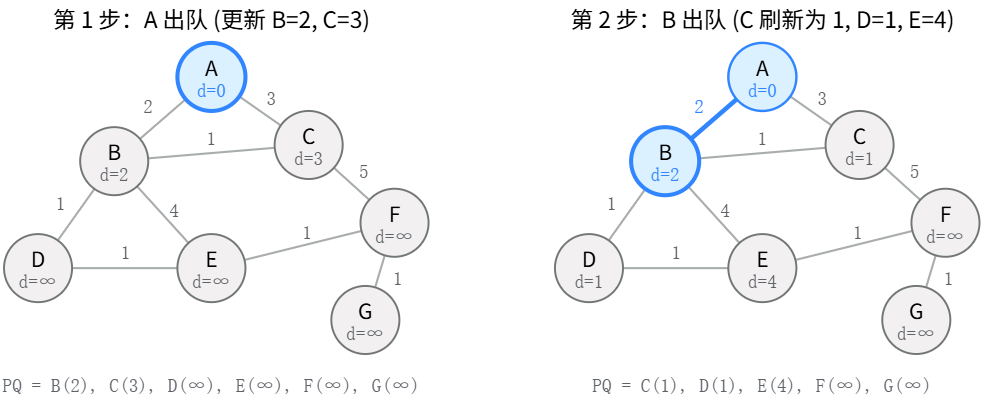 第 1 步：A 出队 (更新 B=2, C=3)
A
d=0
2
3
B
d=2
1
C
d=3
1
4
5
D
d=∞
1
E
d=∞
1
F
d=∞
1
G
d=∞
PQ = B(2), C(3), D(∞), E(∞), F(∞), G(∞)
第 2 步：B 出队 (C 刷新为 1, D=1, E=4)
A
d=0
2
3
B
d=2
1
C
d=1
1
4
5
D
d=1
1
E
d=4
1
F
d=∞
1
G
d=∞
PQ = C(1), D(1), E(4), F(∞), G(∞)